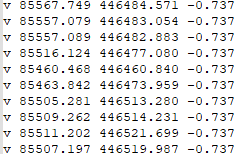 v 85567.749 446484.571 -0.737
v 85557.079 446483.054 -0.737
v 85557.089 446482.883 -0.737
v 85516.124 446477.080 -0.737
v 85460.468 446460.840 -0.737
v 85463.842 446473.959 -0.737
v 85505.281 446513.280 -0.737
v 85509.262 446514.231 -0.737
v 85511.202 446521.699 -0.737
v 85507.197 446519.987 -0.737